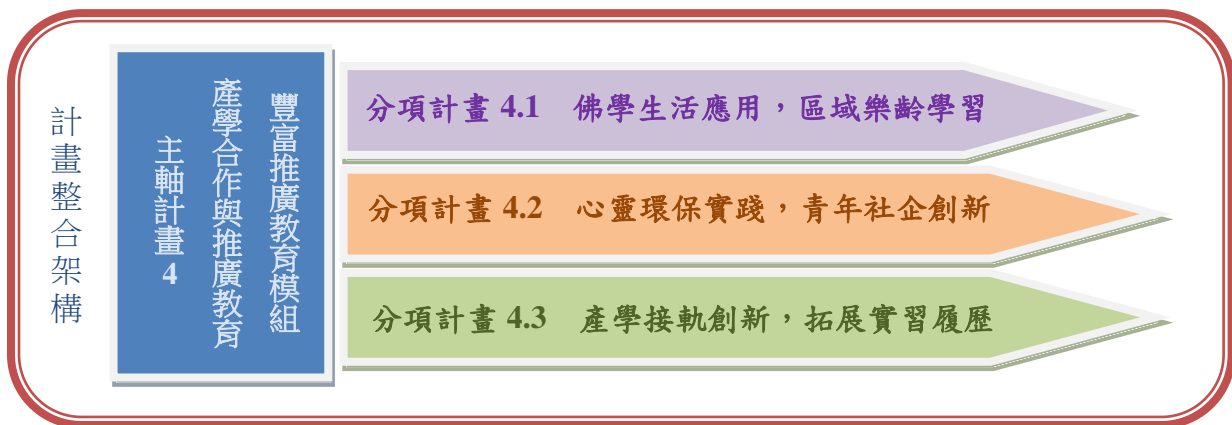 計畫整合架構
主軸計畫 4
產學合作與推廣教育
豐富推廣教育模組
分項計畫 4.1　佛學生活應用，區域樂齡學習
分項計畫 4.2　心靈環保實踐，青年社企創新
分項計畫 4.3　產學接軌創新，拓展實習履歷